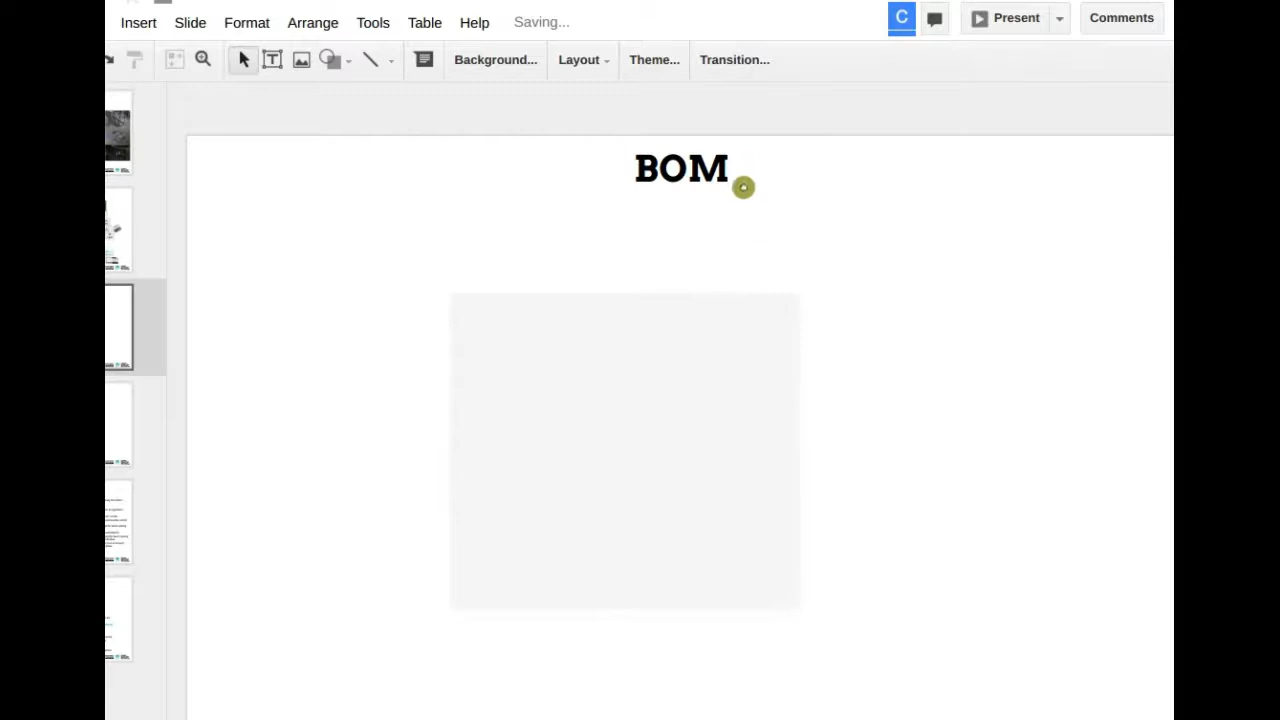 Insert Slide Format Arrange Tools Table Help Saving... C Present Comments
Background... Layout Theme... Transition...
BOM